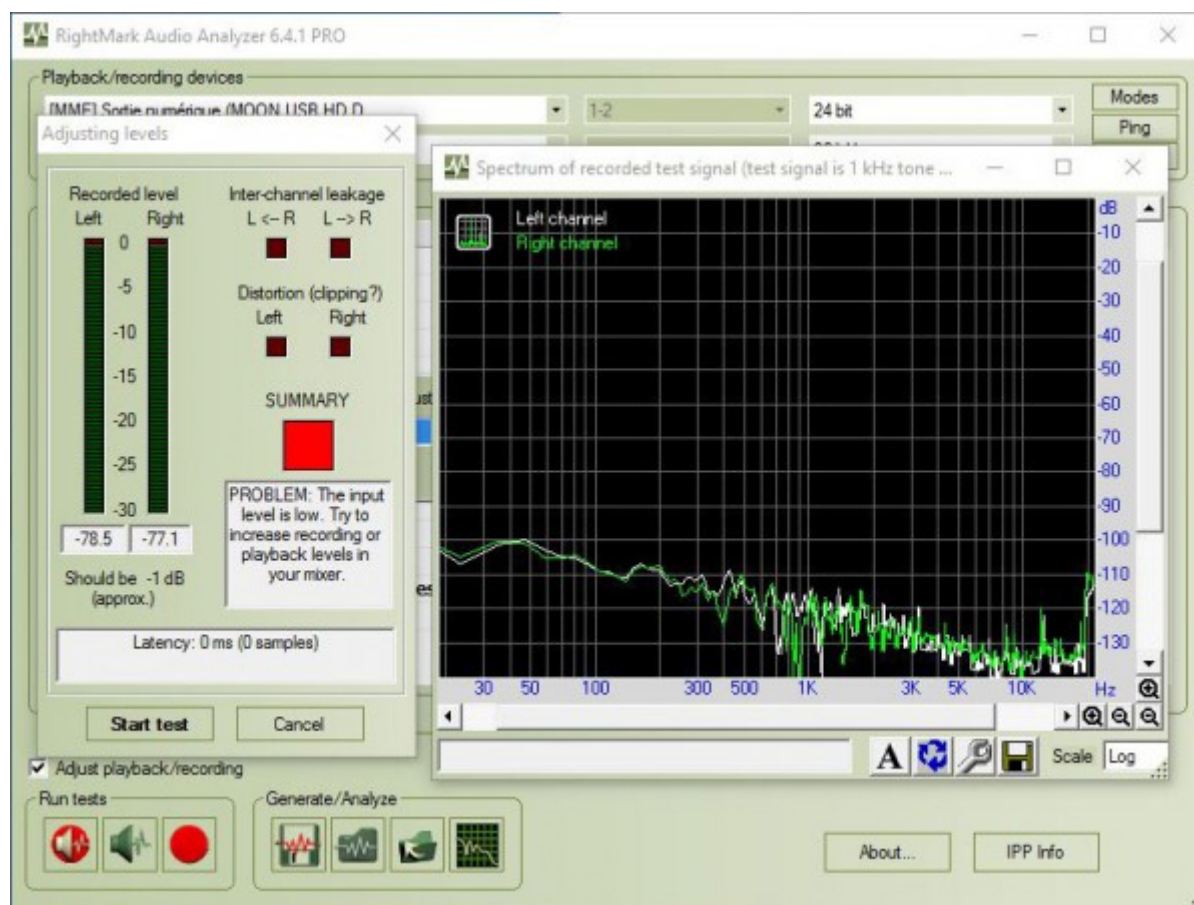 RightMark Audio Analyzer 6.4.1 PRO
Playback/recording devices
[MME] Sortie numérique (MOON USB HD D
1-2
24 bit
Modes
Ping
Adjusting levels
Recorded level
Left Right
0
-5
-10
-15
-20
-25
-30
-78.5 -77.1
Should be -1 dB
(approx.)
Inter-channel leakage
L <-- R L --> R
Distortion (clipping?)
Left Right
SUMMARY
PROBLEM: The input
level is low. Try to
increase recording or
playback levels in
your mixer.
Latency: 0 ms (0 samples)
Start test
Cancel
Spectrum of recorded test signal (test signal is 1 kHz tone ...
Left channel
Right channel
dB
-10
-20
-30
-40
-50
-60
-70
-80
-90
-100
-110
-120
-130
30 50 100 300 500 1K 3K 5K 10K Hz
A
Scale Log
Adjust playback/recording
Run tests
Generate/Analyze
About...
IPP Info